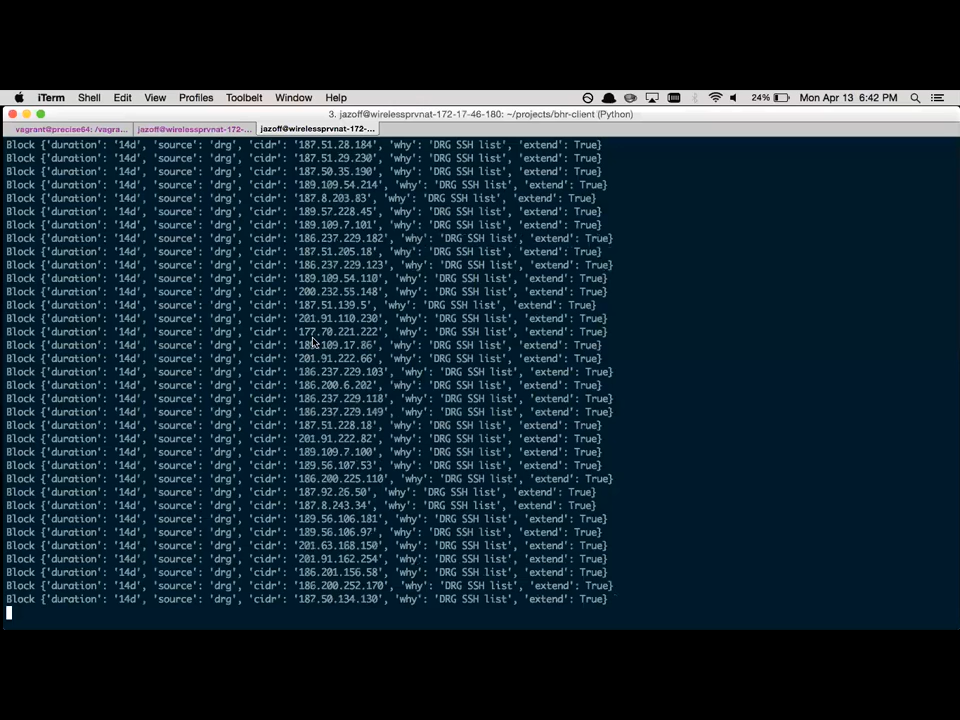 iTerm Shell Edit View Profiles Toolbelt Window Help 24% Mon Apr 13 6:42 PM
3. jazoff@wirelessprvnat-172-17-46-180: ~/projects/bhr-client (Python)
vagrant@precise64: /vagra... jazoff@wirelessprvnat-172-... jazoff@wirelessprvnat-172-...
Block {'duration': '14d', 'source': 'drg', 'cidr': '187.51.28.184', 'why': 'DRG SSH list', 'extend': True}
Block {'duration': '14d', 'source': 'drg', 'cidr': '187.51.29.230', 'why': 'DRG SSH list', 'extend': True}
Block {'duration': '14d', 'source': 'drg', 'cidr': '187.50.35.190', 'why': 'DRG SSH list', 'extend': True}
Block {'duration': '14d', 'source': 'drg', 'cidr': '189.109.54.214', 'why': 'DRG SSH list', 'extend': True}
Block {'duration': '14d', 'source': 'drg', 'cidr': '187.8.203.83', 'why': 'DRG SSH list', 'extend': True}
Block {'duration': '14d', 'source': 'drg', 'cidr': '189.57.228.45', 'why': 'DRG SSH list', 'extend': True}
Block {'duration': '14d', 'source': 'drg', 'cidr': '189.109.7.101', 'why': 'DRG SSH list', 'extend': True}
Block {'duration': '14d', 'source': 'drg', 'cidr': '186.237.229.182', 'why': 'DRG SSH list', 'extend': True}
Block {'duration': '14d', 'source': 'drg', 'cidr': '187.51.205.18', 'why': 'DRG SSH list', 'extend': True}
Block {'duration': '14d', 'source': 'drg', 'cidr': '186.237.229.123', 'why': 'DRG SSH list', 'extend': True}
Block {'duration': '14d', 'source': 'drg', 'cidr': '189.109.54.110', 'why': 'DRG SSH list', 'extend': True}
Block {'duration': '14d', 'source': 'drg', 'cidr': '200.232.55.148', 'why': 'DRG SSH list', 'extend': True}
Block {'duration': '14d', 'source': 'drg', 'cidr': '187.51.139.5', 'why': 'DRG SSH list', 'extend': True}
Block {'duration': '14d', 'source': 'drg', 'cidr': '201.91.110.230', 'why': 'DRG SSH list', 'extend': True}
Block {'duration': '14d', 'source': 'drg', 'cidr': '177.70.221.222', 'why': 'DRG SSH list', 'extend': True}
Block {'duration': '14d', 'source': 'drg', 'cidr': '189.109.17.86', 'why': 'DRG SSH list', 'extend': True}
Block {'duration': '14d', 'source': 'drg', 'cidr': '201.91.222.66', 'why': 'DRG SSH list', 'extend': True}
Block {'duration': '14d', 'source': 'drg', 'cidr': '186.237.229.103', 'why': 'DRG SSH list', 'extend': True}
Block {'duration': '14d', 'source': 'drg', 'cidr': '186.200.6.202', 'why': 'DRG SSH list', 'extend': True}
Block {'duration': '14d', 'source': 'drg', 'cidr': '186.237.229.118', 'why': 'DRG SSH list', 'extend': True}
Block {'duration': '14d', 'source': 'drg', 'cidr': '186.237.229.149', 'why': 'DRG SSH list', 'extend': True}
Block {'duration': '14d', 'source': 'drg', 'cidr': '187.51.228.18', 'why': 'DRG SSH list', 'extend': True}
Block {'duration': '14d', 'source': 'drg', 'cidr': '201.91.222.82', 'why': 'DRG SSH list', 'extend': True}
Block {'duration': '14d', 'source': 'drg', 'cidr': '189.109.7.100', 'why': 'DRG SSH list', 'extend': True}
Block {'duration': '14d', 'source': 'drg', 'cidr': '189.56.107.53', 'why': 'DRG SSH list', 'extend': True}
Block {'duration': '14d', 'source': 'drg', 'cidr': '186.200.225.110', 'why': 'DRG SSH list', 'extend': True}
Block {'duration': '14d', 'source': 'drg', 'cidr': '187.92.26.50', 'why': 'DRG SSH list', 'extend': True}
Block {'duration': '14d', 'source': 'drg', 'cidr': '187.8.243.34', 'why': 'DRG SSH list', 'extend': True}
Block {'duration': '14d', 'source': 'drg', 'cidr': '189.56.106.181', 'why': 'DRG SSH list', 'extend': True}
Block {'duration': '14d', 'source': 'drg', 'cidr': '189.56.106.97', 'why': 'DRG SSH list', 'extend': True}
Block {'duration': '14d', 'source': 'drg', 'cidr': '201.63.168.150', 'why': 'DRG SSH list', 'extend': True}
Block {'duration': '14d', 'source': 'drg', 'cidr': '201.91.162.254', 'why': 'DRG SSH list', 'extend': True}
Block {'duration': '14d', 'source': 'drg', 'cidr': '186.201.156.58', 'why': 'DRG SSH list', 'extend': True}
Block {'duration': '14d', 'source': 'drg', 'cidr': '186.200.252.170', 'why': 'DRG SSH list', 'extend': True}
Block {'duration': '14d', 'source': 'drg', 'cidr': '187.50.134.130', 'why': 'DRG SSH list', 'extend': True}